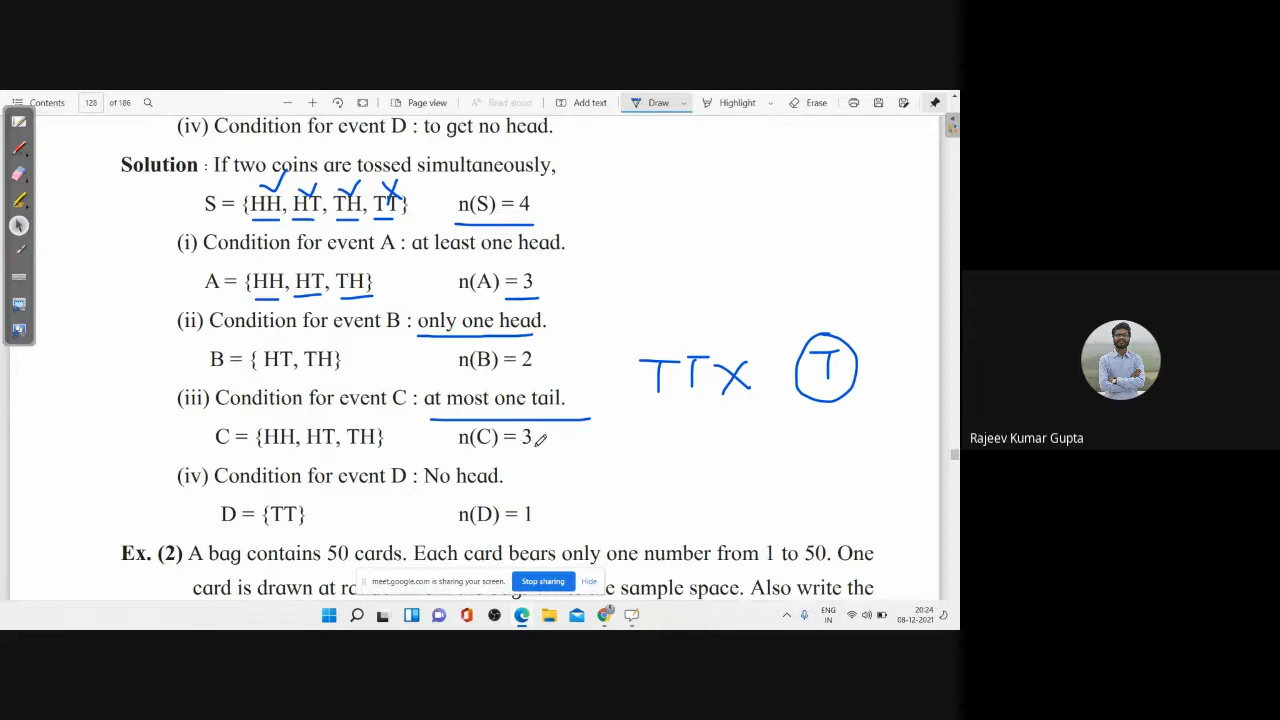 Contents 128 of 186 Page view Read aloud Add text Draw Highlight Erase
(iv) Condition for event D : to get no head.
Solution : If two coins are tossed simultaneously,
S = {HH, HT, TH, TT} n(S) = 4
(i) Condition for event A : at least one head.
A = {HH, HT, TH} n(A) = 3
(ii) Condition for event B : only one head.
B = { HT, TH} n(B) = 2
T T X T
(iii) Condition for event C : at most one tail.
C = {HH, HT, TH} n(C) = 3
Rajeev Kumar Gupta
(iv) Condition for event D : No head.
D = {TT} n(D) = 1
Ex. (2) A bag contains 50 cards. Each card bears only one number from 1 to 50. One
card is drawn at sample space. Also write the
meet.google.com is sharing your screen. Stop sharing Hide
ENG IN 20:24 08-12-2021